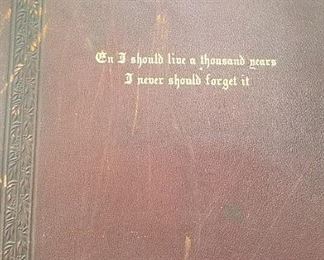 En I should live a thousand years
I never should forget it